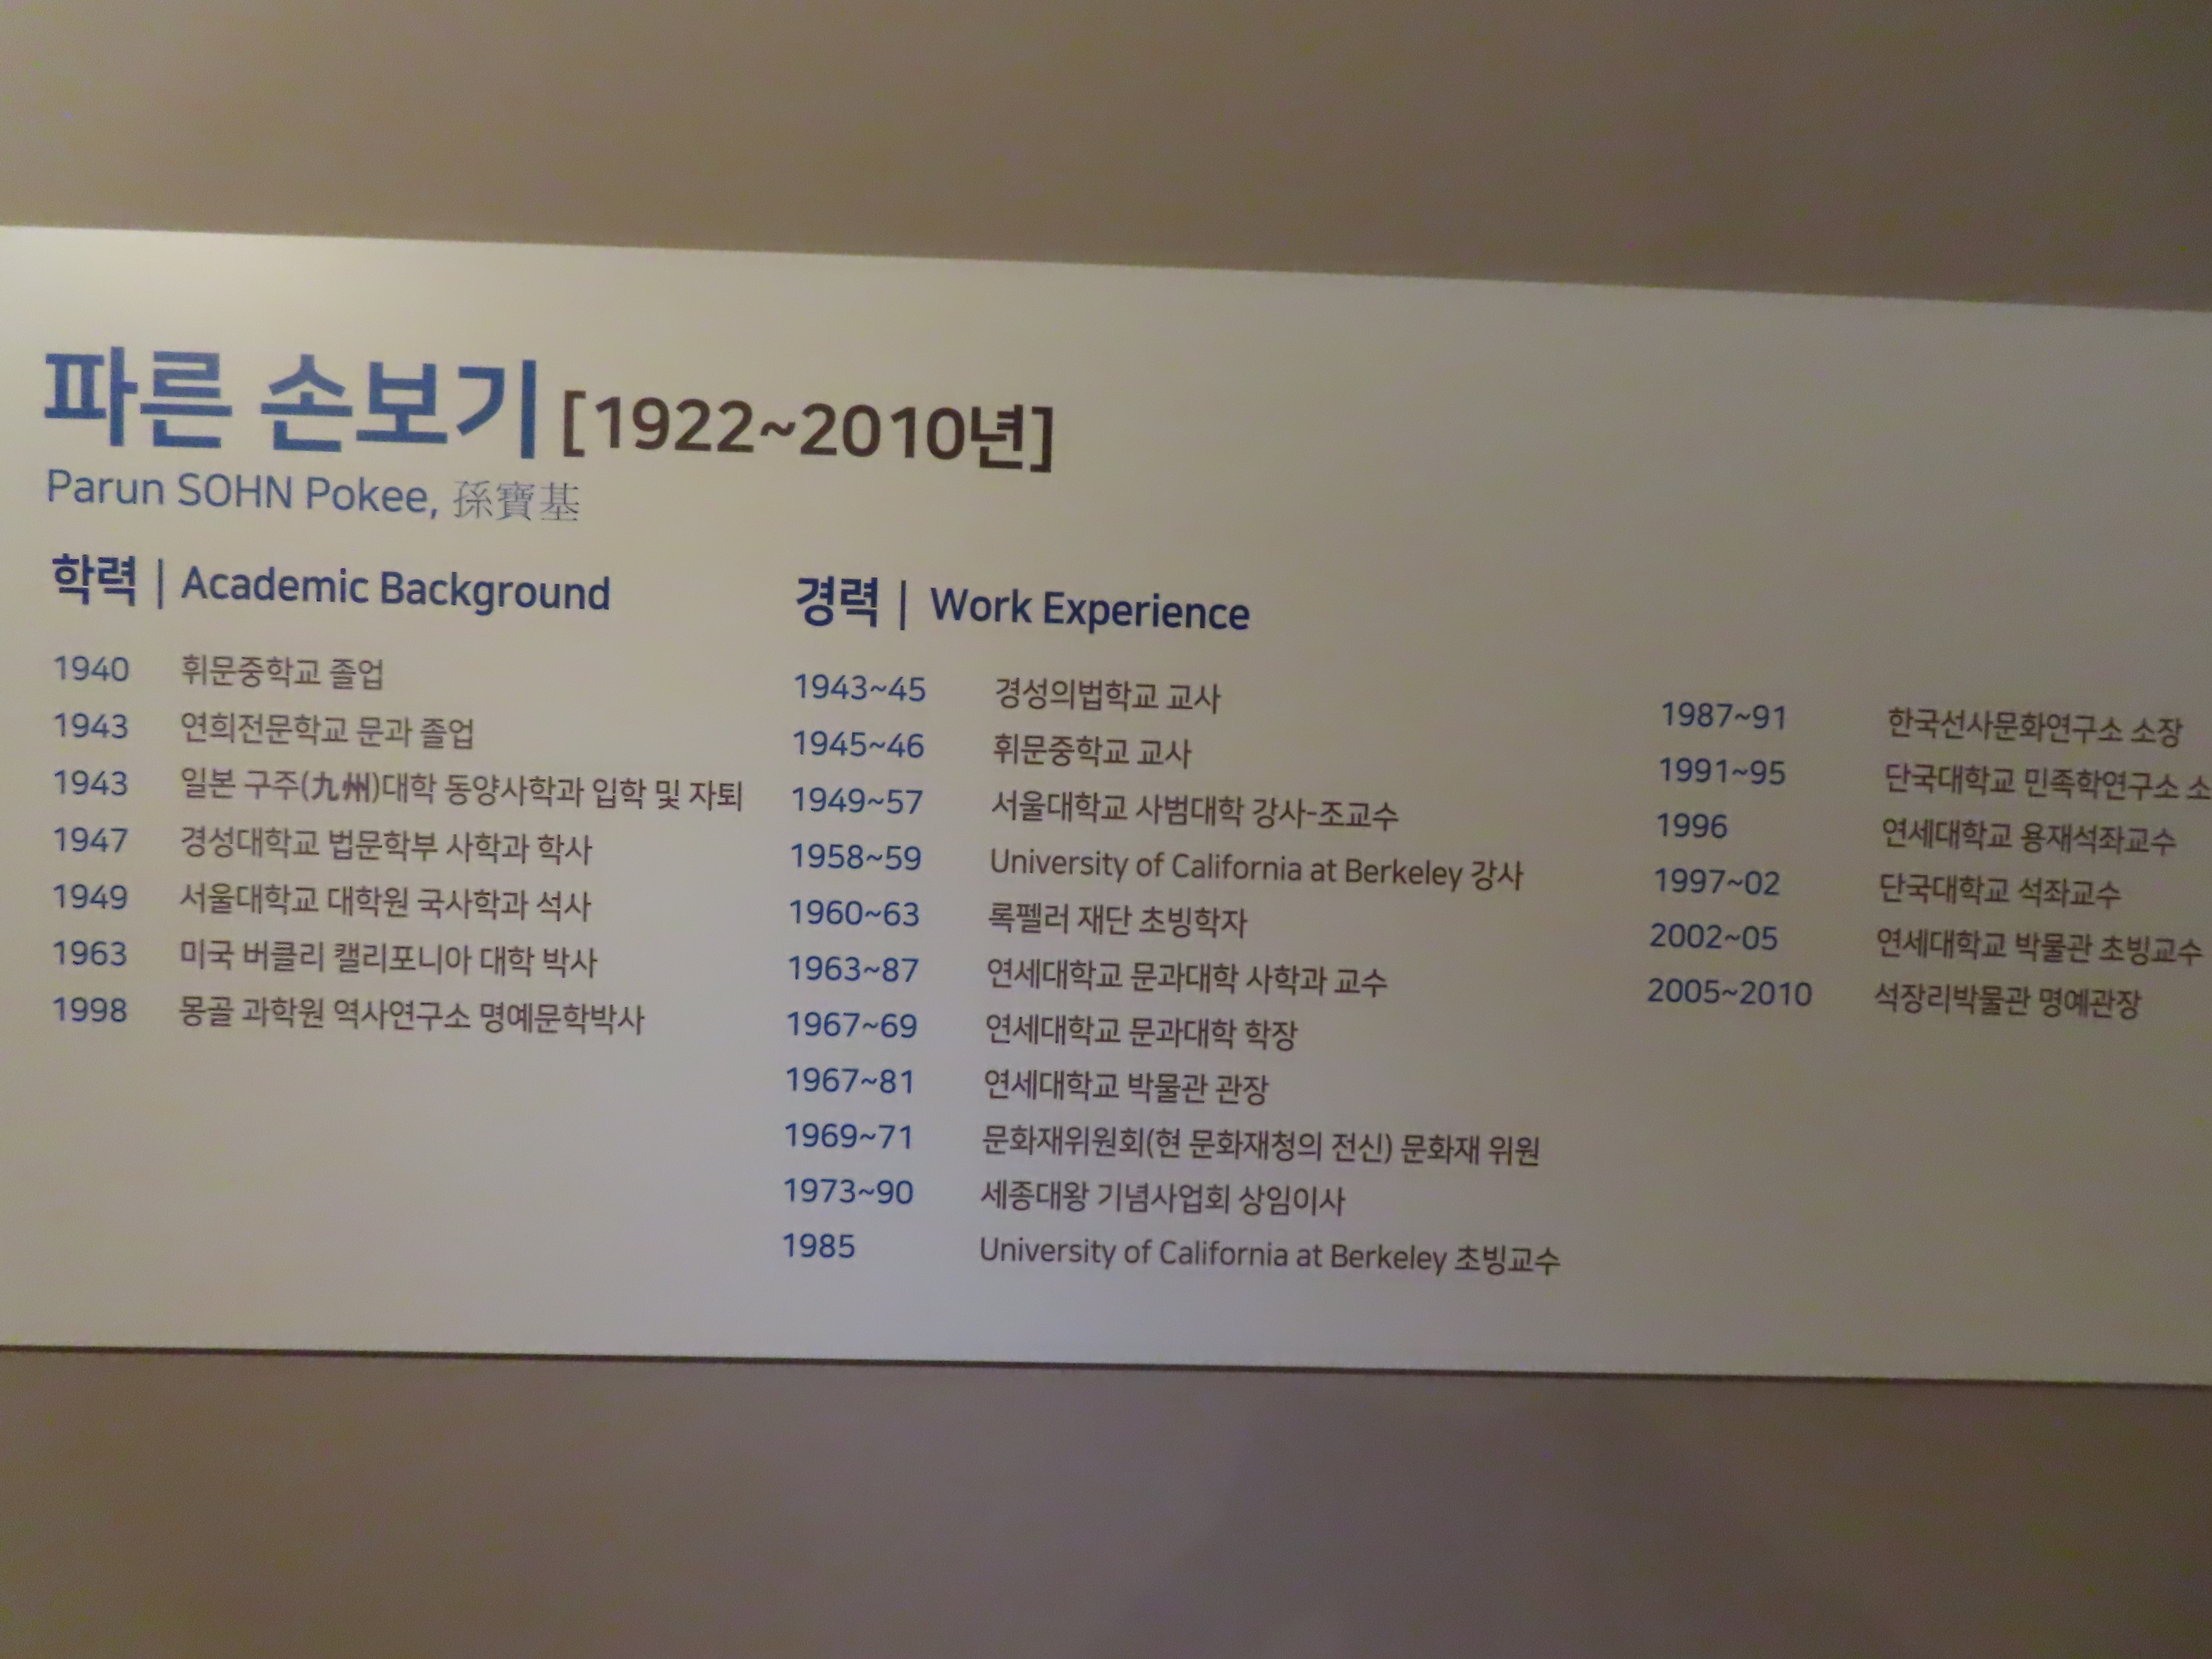 파른 손보기 [1922~2010년]
Parun SOHN Pokee, 孫寶基
학력 | Academic Background
1940 휘문중학교 졸업
1943 연희전문학교 문과 졸업
1943 일본 구주(九州)대학 동양사학과 입학 및 자퇴
1947 경성대학교 법문학부 사학과 학사
1949 서울대학교 대학원 국사학과 석사
1963 미국 버클리 캘리포니아 대학 박사
1998 몽골 과학원 역사연구소 명예문학박사
경력 | Work Experience
1943~45 경성의법학교 교사
1945~46 휘문중학교 교사
1949~57 서울대학교 사범대학 강사-조교수
1958~59 University of California at Berkeley 강사
1960~63 록펠러 재단 초빙학자
1963~87 연세대학교 문과대학 사학과 교수
1967~69 연세대학교 문과대학 학장
1967~81 연세대학교 박물관 관장
1969~71 문화재위원회(현 문화재청의 전신) 문화재 위원
1973~90 세종대왕 기념사업회 상임이사
1985 University of California at Berkeley 초빙교수
1987~91 한국선사문화연구소 소장
1991~95 단국대학교 민족학연구소 소
1996 연세대학교 용재석좌교수
1997~02 단국대학교 석좌교수
2002~05 연세대학교 박물관 초빙교수
2005~2010 석장리박물관 명예관장